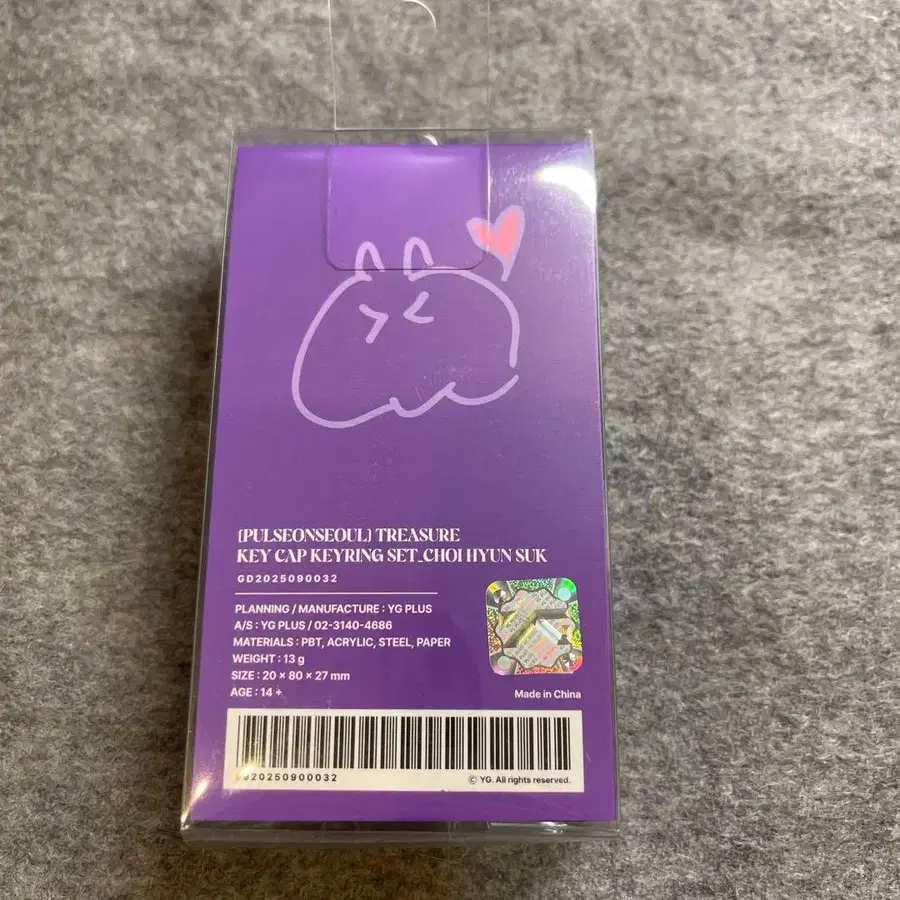 [PULSEONSEOUL] TREASURE
KEY CAP KEYRING SET_CHOI HYUN SUK
GD2025090032
PLANNING / MANUFACTURE : YG PLUS
A/S : YG PLUS / 02-3140-4686
MATERIALS : PBT, ACRYLIC, STEEL, PAPER
WEIGHT : 13 g
SIZE : 20 × 80 × 27 mm
AGE : 14 +
Made in China
GD20250900032
© YG. All rights reserved.